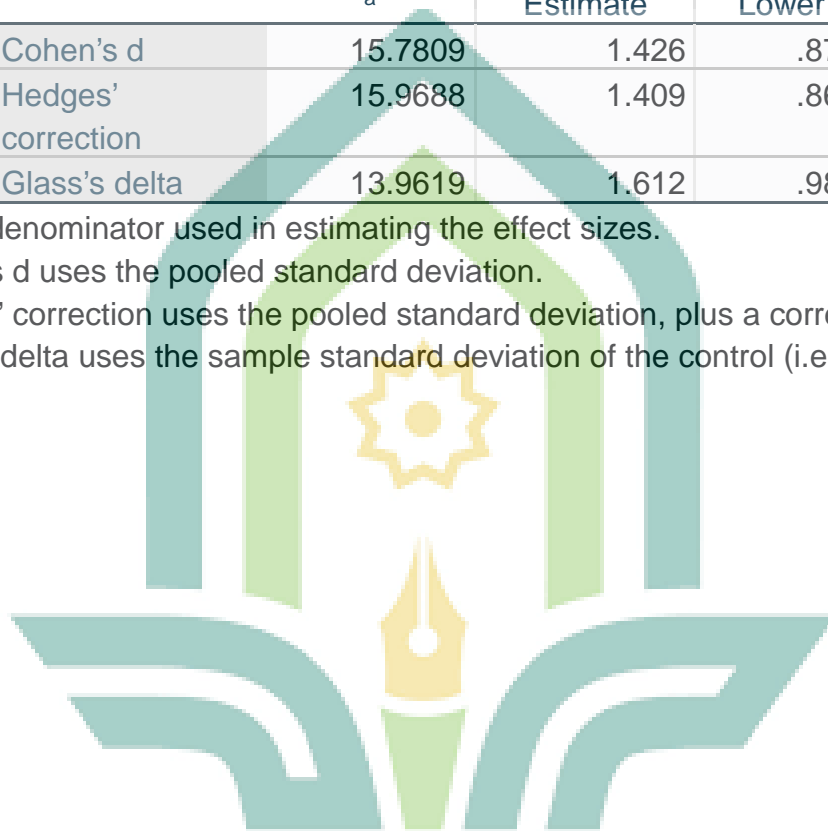 a Estimate Lower
Cohen's d 15.7809 1.426
Hedges' 15.9688 1.409
correction
Glass's delta 13.9619 1.612
denominator used in estimating the effect sizes.
d uses the pooled standard deviation.
correction uses the pooled standard deviation, plus a
delta uses the sample standard deviation of the control (i.e